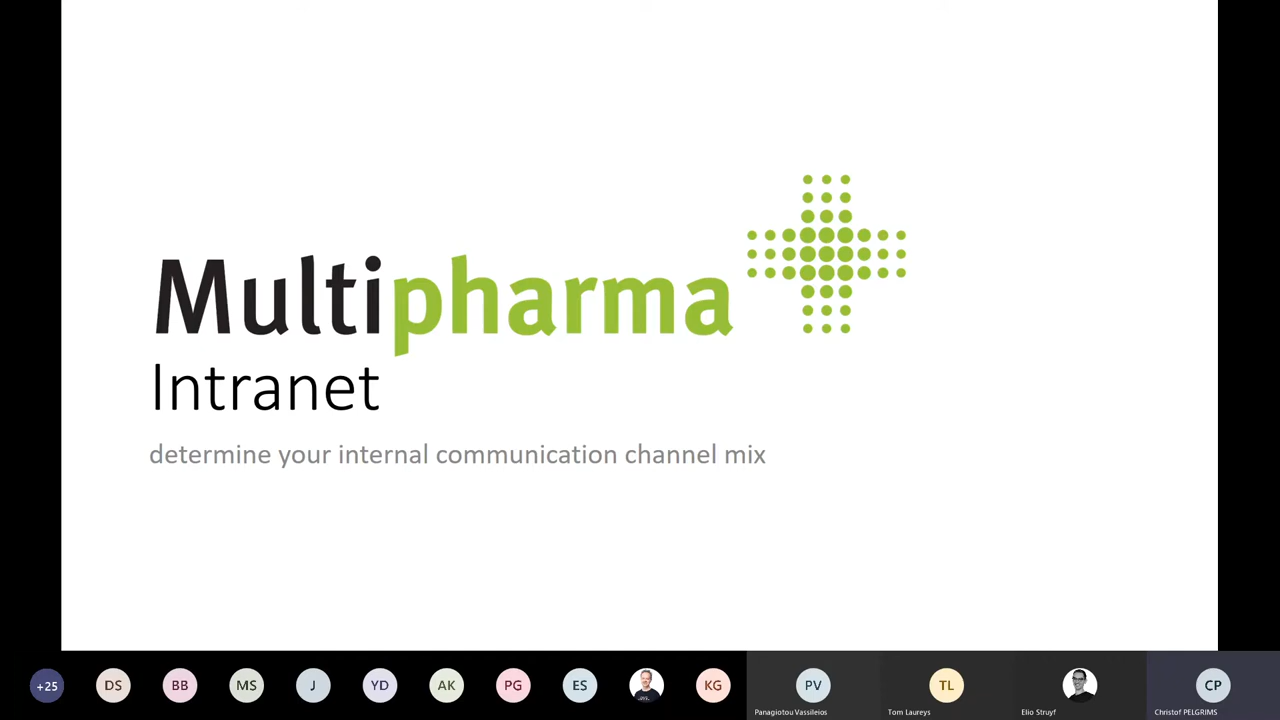 Multipharma
Intranet
determine your internal communication channel mix
+25
DS
BB
MS
J
YD
AK
PG
ES
KG
PV
Panagiotou Vassileios
TL
Tom Laureys
Elio Struyf
CP
Christof PELGRIMS